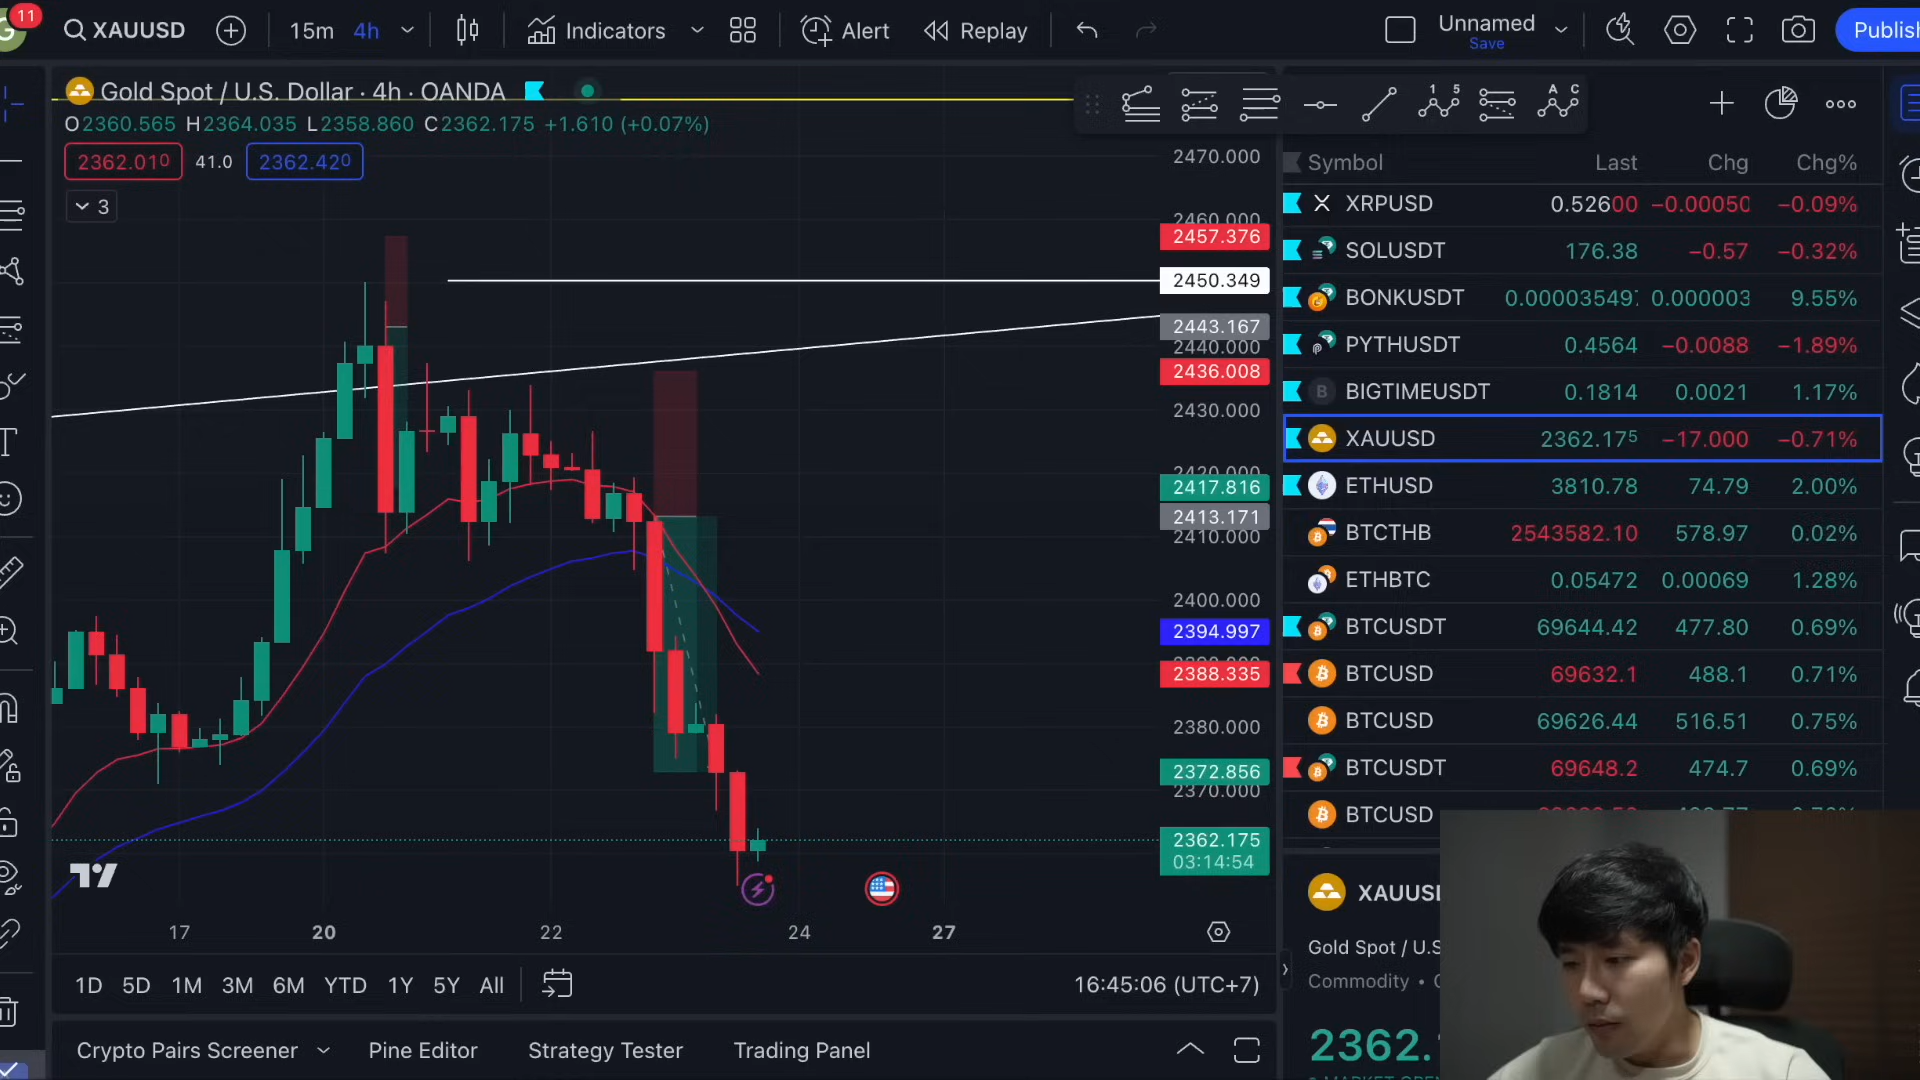 11
XAUUSD
15m 4h
Indicators
Alert
Replay
Unnamed
Save
Publish
Gold Spot / U.S. Dollar · 4h · OANDA
O2360.565 H2364.035 L2358.860 C2362.175 +1.610 (+0.07%)
2362.010 41.0 2362.420
3
1 5
A C
2470.000
2460.000
2457.376
2450.349
2443.167
2440.000
2436.008
2430.000
2417.816
2413.171
2410.000
2400.000
2394.997
2388.335
2380.000
2372.856
2370.000
2362.175
03:14:54
17 20 22 24 27
1D 5D 1M 3M 6M YTD 1Y 5Y All
16:45:06 (UTC+7)
Crypto Pairs Screener Pine Editor Strategy Tester Trading Panel
Symbol Last Chg Chg%
XRPUSD 0.52600 −0.00050 −0.09%
SOLUSDT 176.38 −0.57 −0.32%
BONKUSDT 0.000035497 0.000003 9.55%
PYTHUSDT 0.4564 −0.0088 −1.89%
BIGTIMEUSDT 0.1814 0.0021 1.17%
XAUUSD 2362.175 −17.000 −0.71%
ETHUSD 3810.78 74.79 2.00%
BTCTHB 2543582.10 578.97 0.02%
ETHBTC 0.05472 0.00069 1.28%
BTCUSDT 69644.42 477.80 0.69%
BTCUSD 69632.1 488.1 0.71%
BTCUSD 69626.44 516.51 0.75%
BTCUSDT 69648.2 474.7 0.69%
BTCUSD
XAUUSD
Gold Spot / U.S
Commodity •
2362.